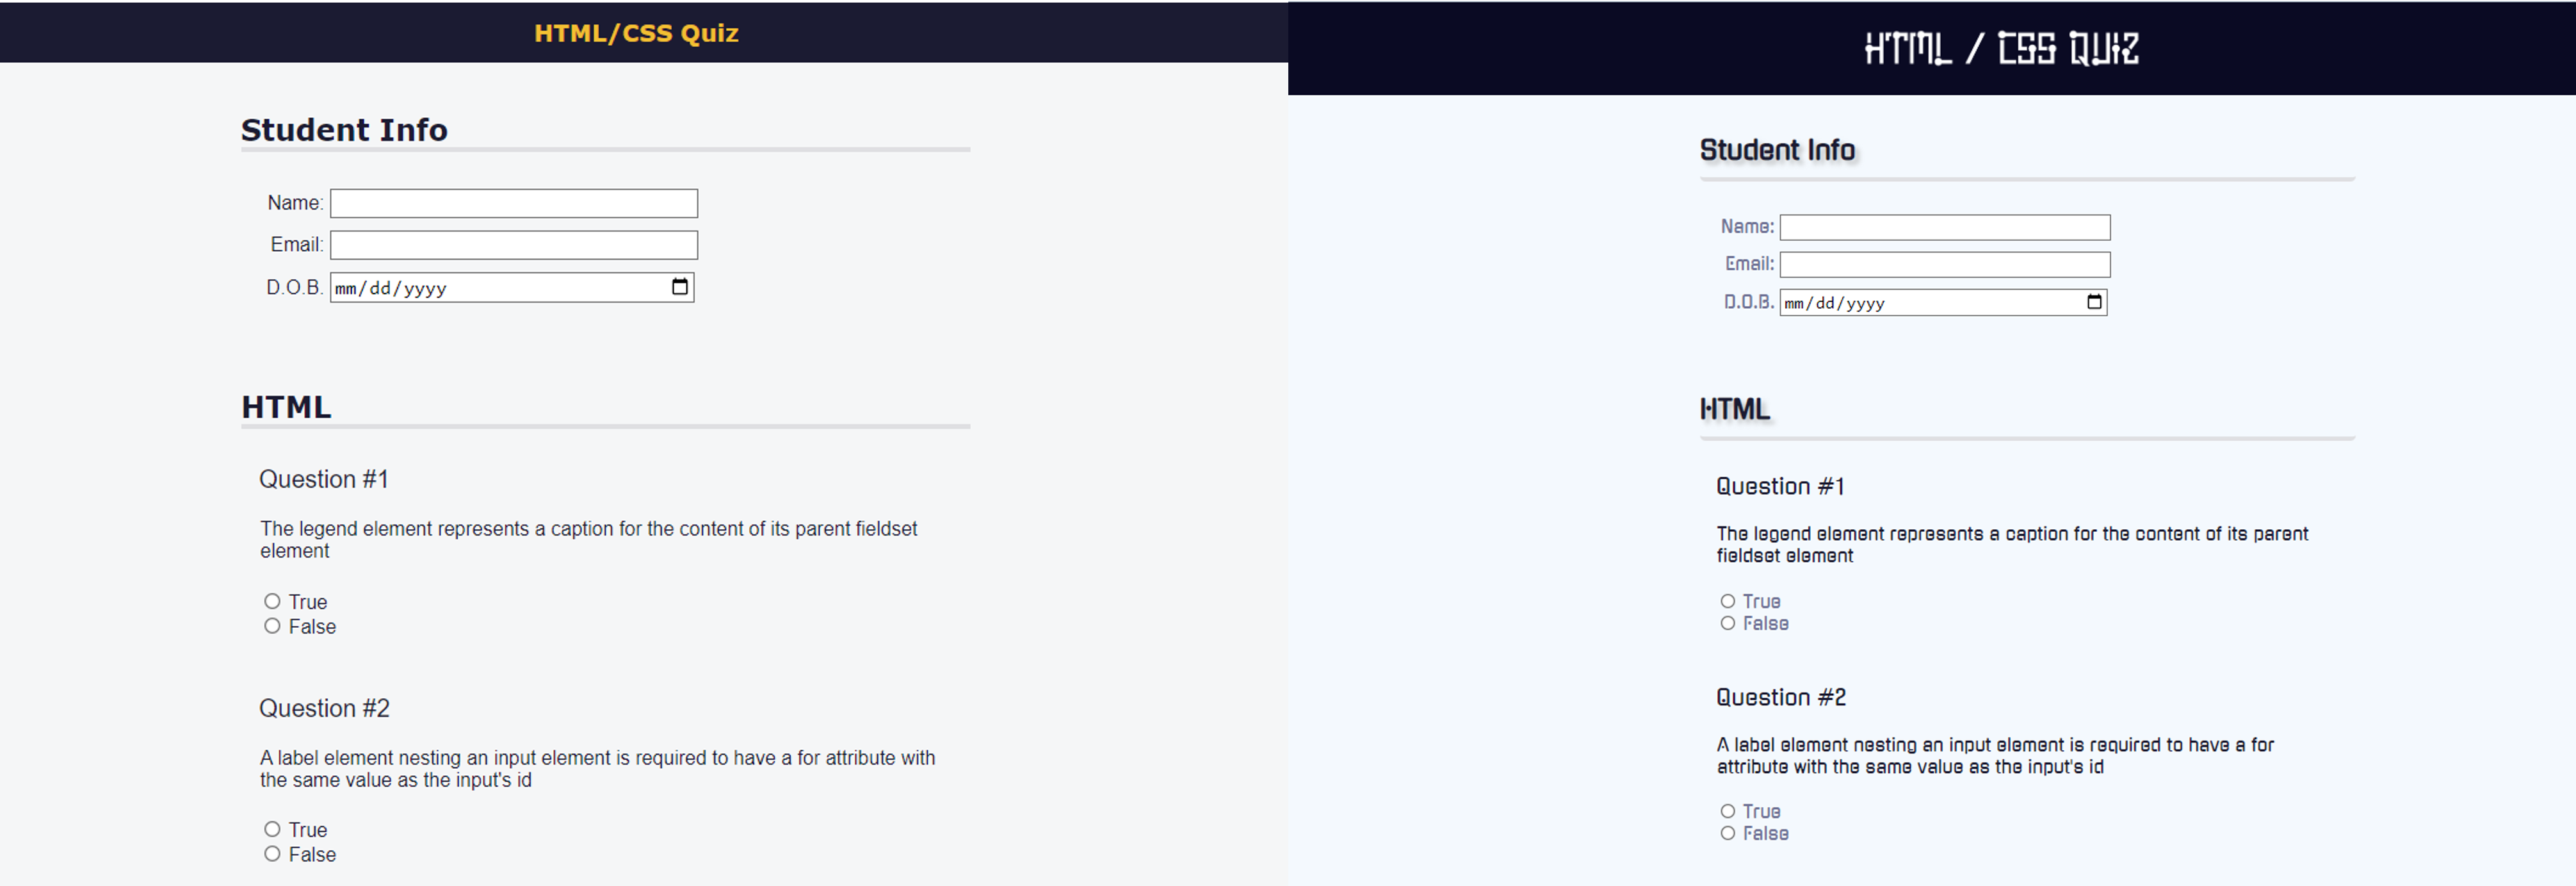 HTML/CSS Quiz
Student Info
Name:
Email:
D.O.B. mm/dd/yyyy
HTML
Question #1
The legend element represents a caption for the content of its parent fieldset
element
True
False
Question #2
A label element nesting an input element is required to have a for attribute with
the same value as the input's id
True
False
HTML / CSS QUIZ
Student Info
Name:
Email:
D.O.B. mm/dd/yyyy
HTML
Question #1
The legend element represents a caption for the content of its parent
fieldset element
True
False
Question #2
A label element nesting an input element is required to have a for
attribute with the same value as the input's id
True
False